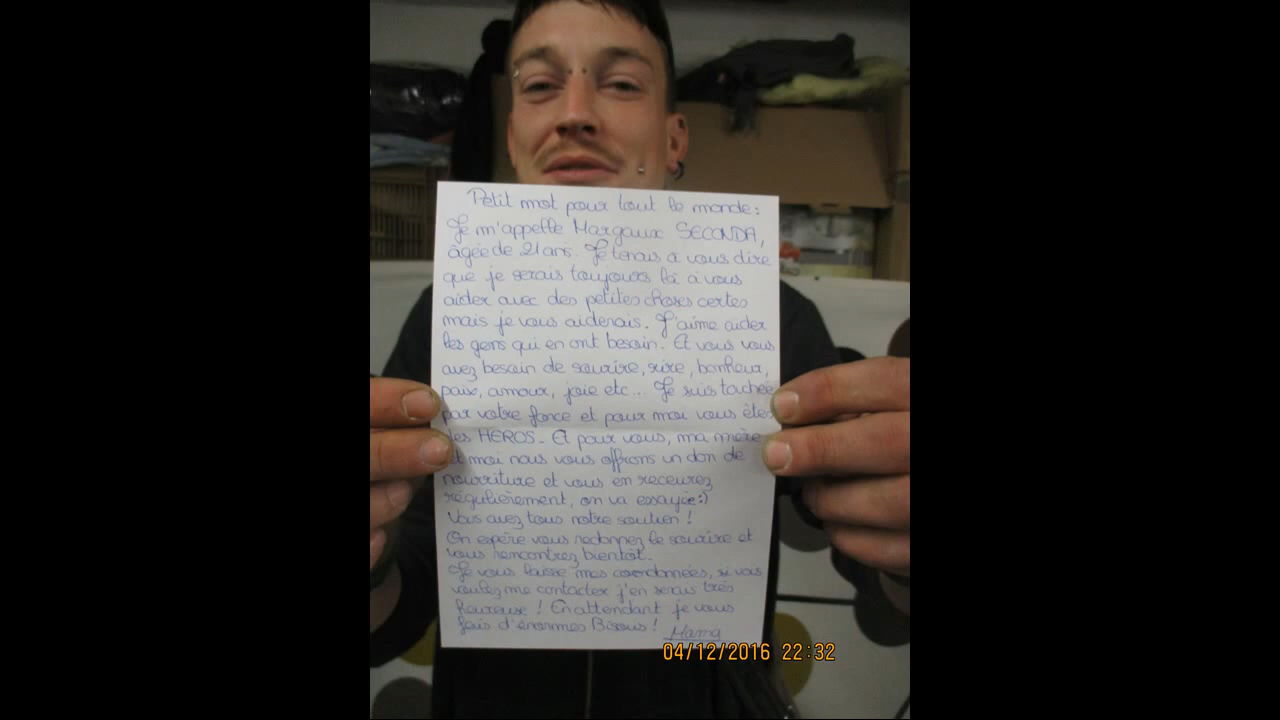 Petit mot pour tout le monde :
Je m'appelle Margaux SECONDA,
âgée de 21 ans. Je tenais à vous dire
que je serais toujours là à vous
aider avec des petites choses certes
mais je vous aiderais. J'aime aider
les gens qui en ont besoin. Et vous vous
avez besoin de sourire, rire, bonheur,
paix, amour, joie etc... Je suis touchée
par votre force et pour moi vous êtes
des HEROS. Et pour vous, ma mère
et moi nous vous offrons un don de
nourriture et vous en recevrez
régulièrement, on va essayée :)
Vous avez tous notre soutien !
On espère vous redonnez le sourire et
vous rencontrez bientôt.
Je vous laisse mes coordonnées, si vous
voulez me contacter j'en serais très
heureuse ! En attendant je vous
fais d'énormes Bisous !
04/12/2016 22:32